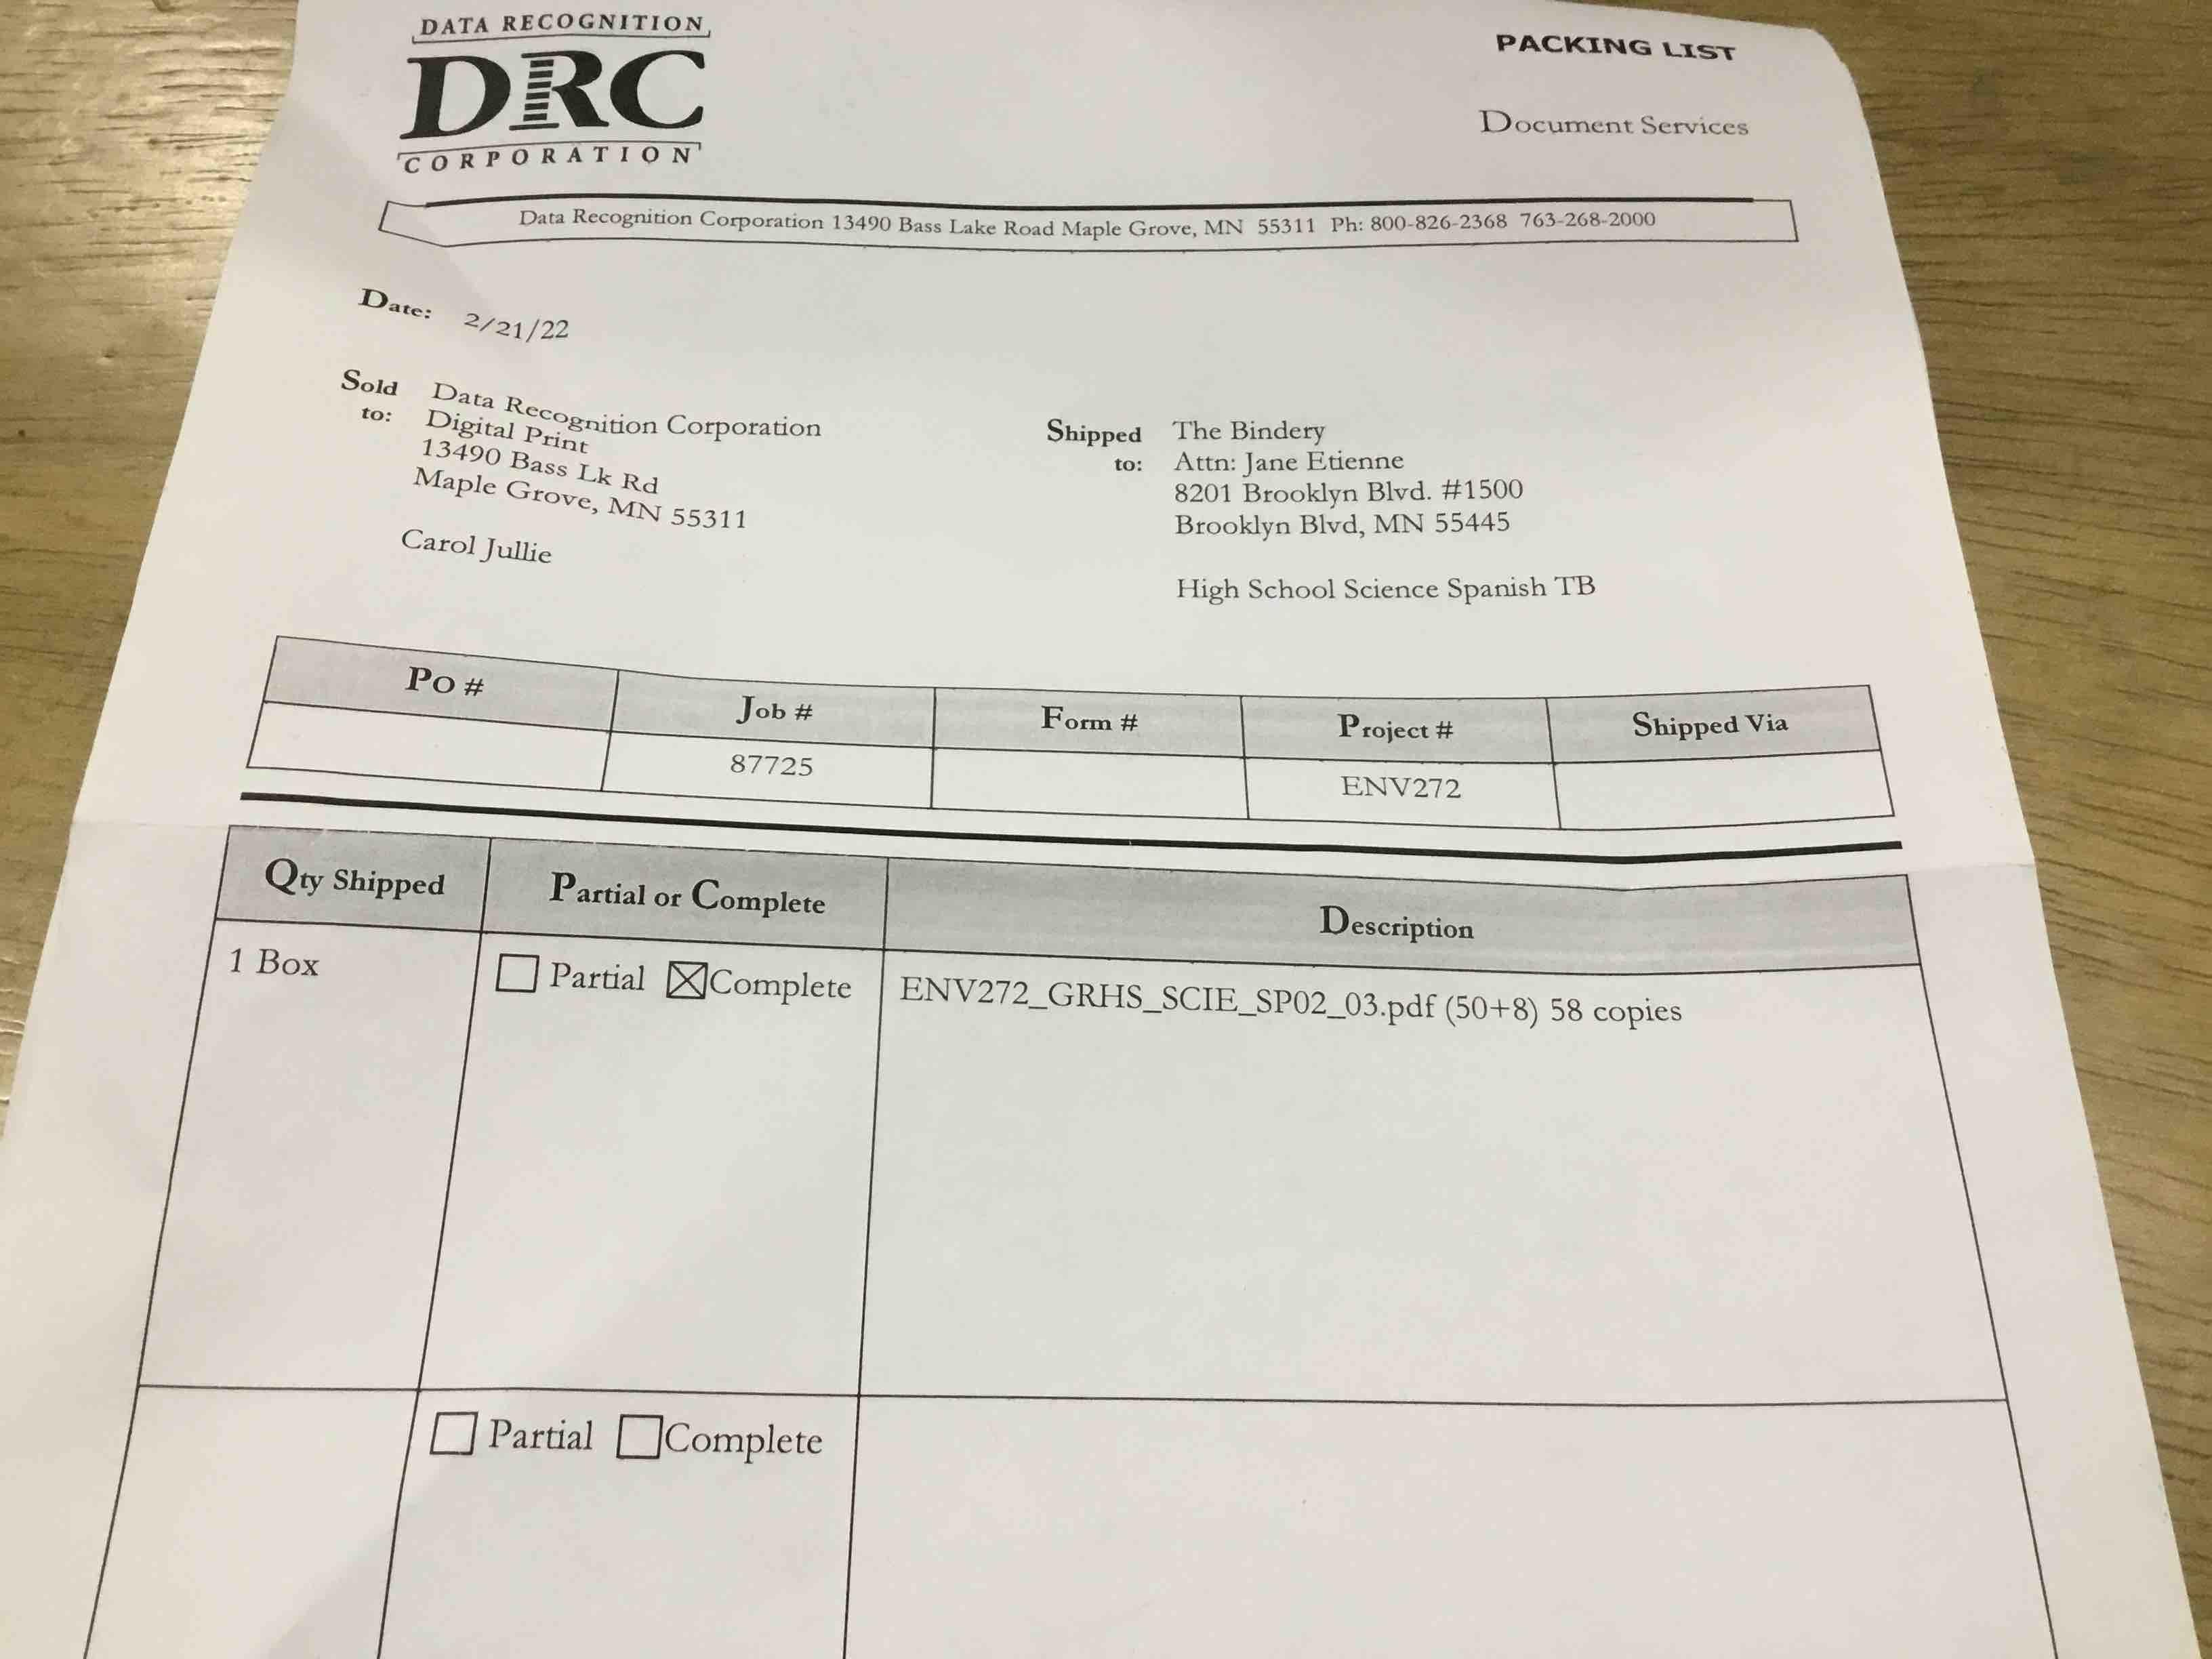 DATA RECOGNITION
DRC
CORPORATION
PACKING LIST
Document Services
Data Recognition Corporation 13490 Bass Lake Road Maple Grove, MN 55311 Ph: 800-826-2368 763-268-2000
Date: 2/21/22
Sold to: Data Recognition Corporation
Digital Print
13490 Bass Lk Rd
Maple Grove, MN 55311
Carol Jullie
Shipped to: The Bindery
Attn: Jane Etienne
8201 Brooklyn Blvd. #1500
Brooklyn Blvd, MN 55445
High School Science Spanish TB
PO # Job # Form # Project # Shipped Via
87725 ENV272
Qty Shipped Partial or Complete Description
1 Box Partial Complete ENV272_GRHS_SCIE_SP02_03.pdf (50+8) 58 copies
Partial Complete